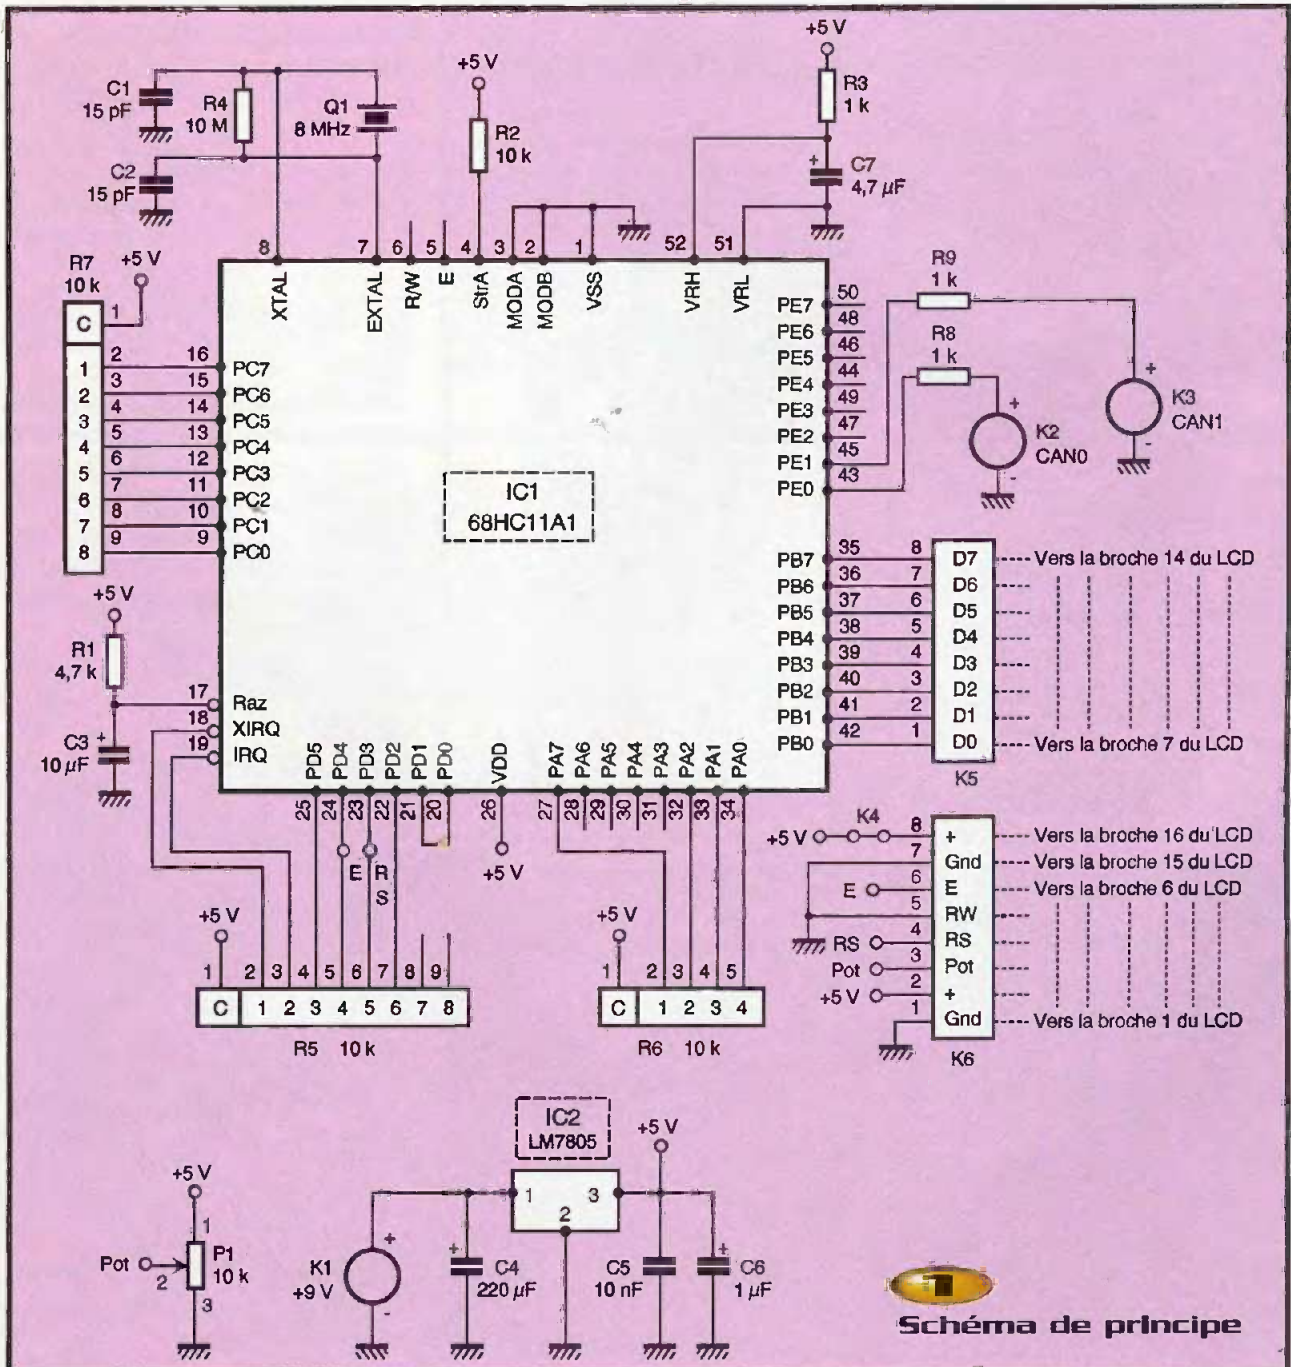 +5 V
+5 V
C1
15 pF
R4
10 M
Q1
8 MHz
R2
10 k
R3
1 k
C2
15 pF
C7
4,7 µF
8 7 6 5 4 3 2 1 52 51
XTAL EXTAL R/W E StrA MODA MODB VSS VRH VRL
R7
10 k
+5 V
C 1
1 2 16 PC7
2 3 15 PC6
3 4 14 PC5
4 5 13 PC4
5 6 12 PC3
6 7 11 PC2
7 8 10 PC1
8 9 9 PC0
PE7 50
PE6 48
PE5 46
PE4 44
PE3 49
PE2 47
PE1 45
PE0 43
R9
1 k
R8
1 k
+
K3
CAN1
-
+
K2
CAN0
-
IC1
68HC11A1
PB7 35 8 D7 Vers la broche 14 du LCD
PB6 36 7 D6
PB5 37 6 D5
PB4 38 5 D4
PB3 39 4 D3
PB2 40 3 D2
PB1 41 2 D1
PB0 42 1 D0 Vers la broche 7 du LCD
K5
+5 V
R1
4,7 k
C3
10 µF
17 Raz
18 XIRQ
19 IRQ
PD5 PD4 PD3 PD2 PD1 PD0 VDD PA7 PA6 PA5 PA4 PA3 PA2 PA1 PA0
25 24 23 22 21 20 26 27 28 29 30 31 32 33 34
E
R
S
+5 V
+5 V K4 8 + Vers la broche 16 du LCD
7 Gnd Vers la broche 15 du LCD
E 6 E Vers la broche 6 du LCD
5 RW
RS 4 RS
Pot 3 Pot
+5 V 2 +
1 Gnd Vers la broche 1 du LCD
K6
+5 V
1 2 3 4 5 6 7 8 9
C 1 2 3 4 5 6 7 8
R5 10 k
+5 V
1 2 3 4 5
C 1 2 3 4
R6 10 k
+5 V
1
Pot
2
P1
10 k
3
IC2
LM7805
1 3
2
+5 V
K1
+9 V
+
-
+
C4
220 µF
C5
10 nF
+
C6
1 µF
1
Schéma de principe